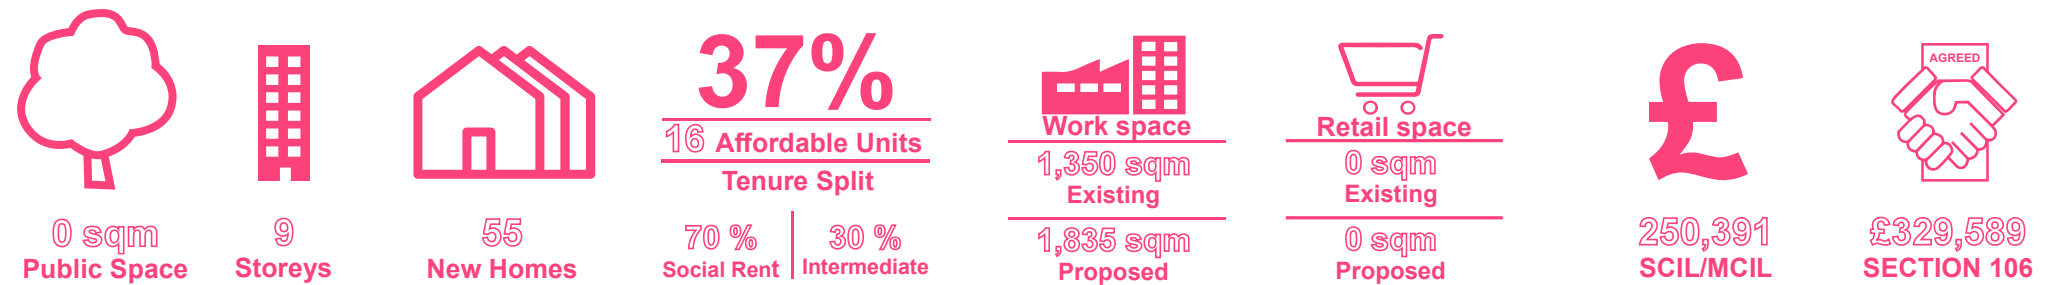 0 sqm
Public Space
9
Storeys
55
New Homes
37%
16 Affordable Units
Tenure Split
70 %
Social Rent
30 %
Intermediate
Work space
1,350 sqm
Existing
1,835 sqm
Proposed
Retail space
0 sqm
Existing
0 sqm
Proposed
£
250,391
SCIL/MCIL
AGREED
£329,589
SECTION 106